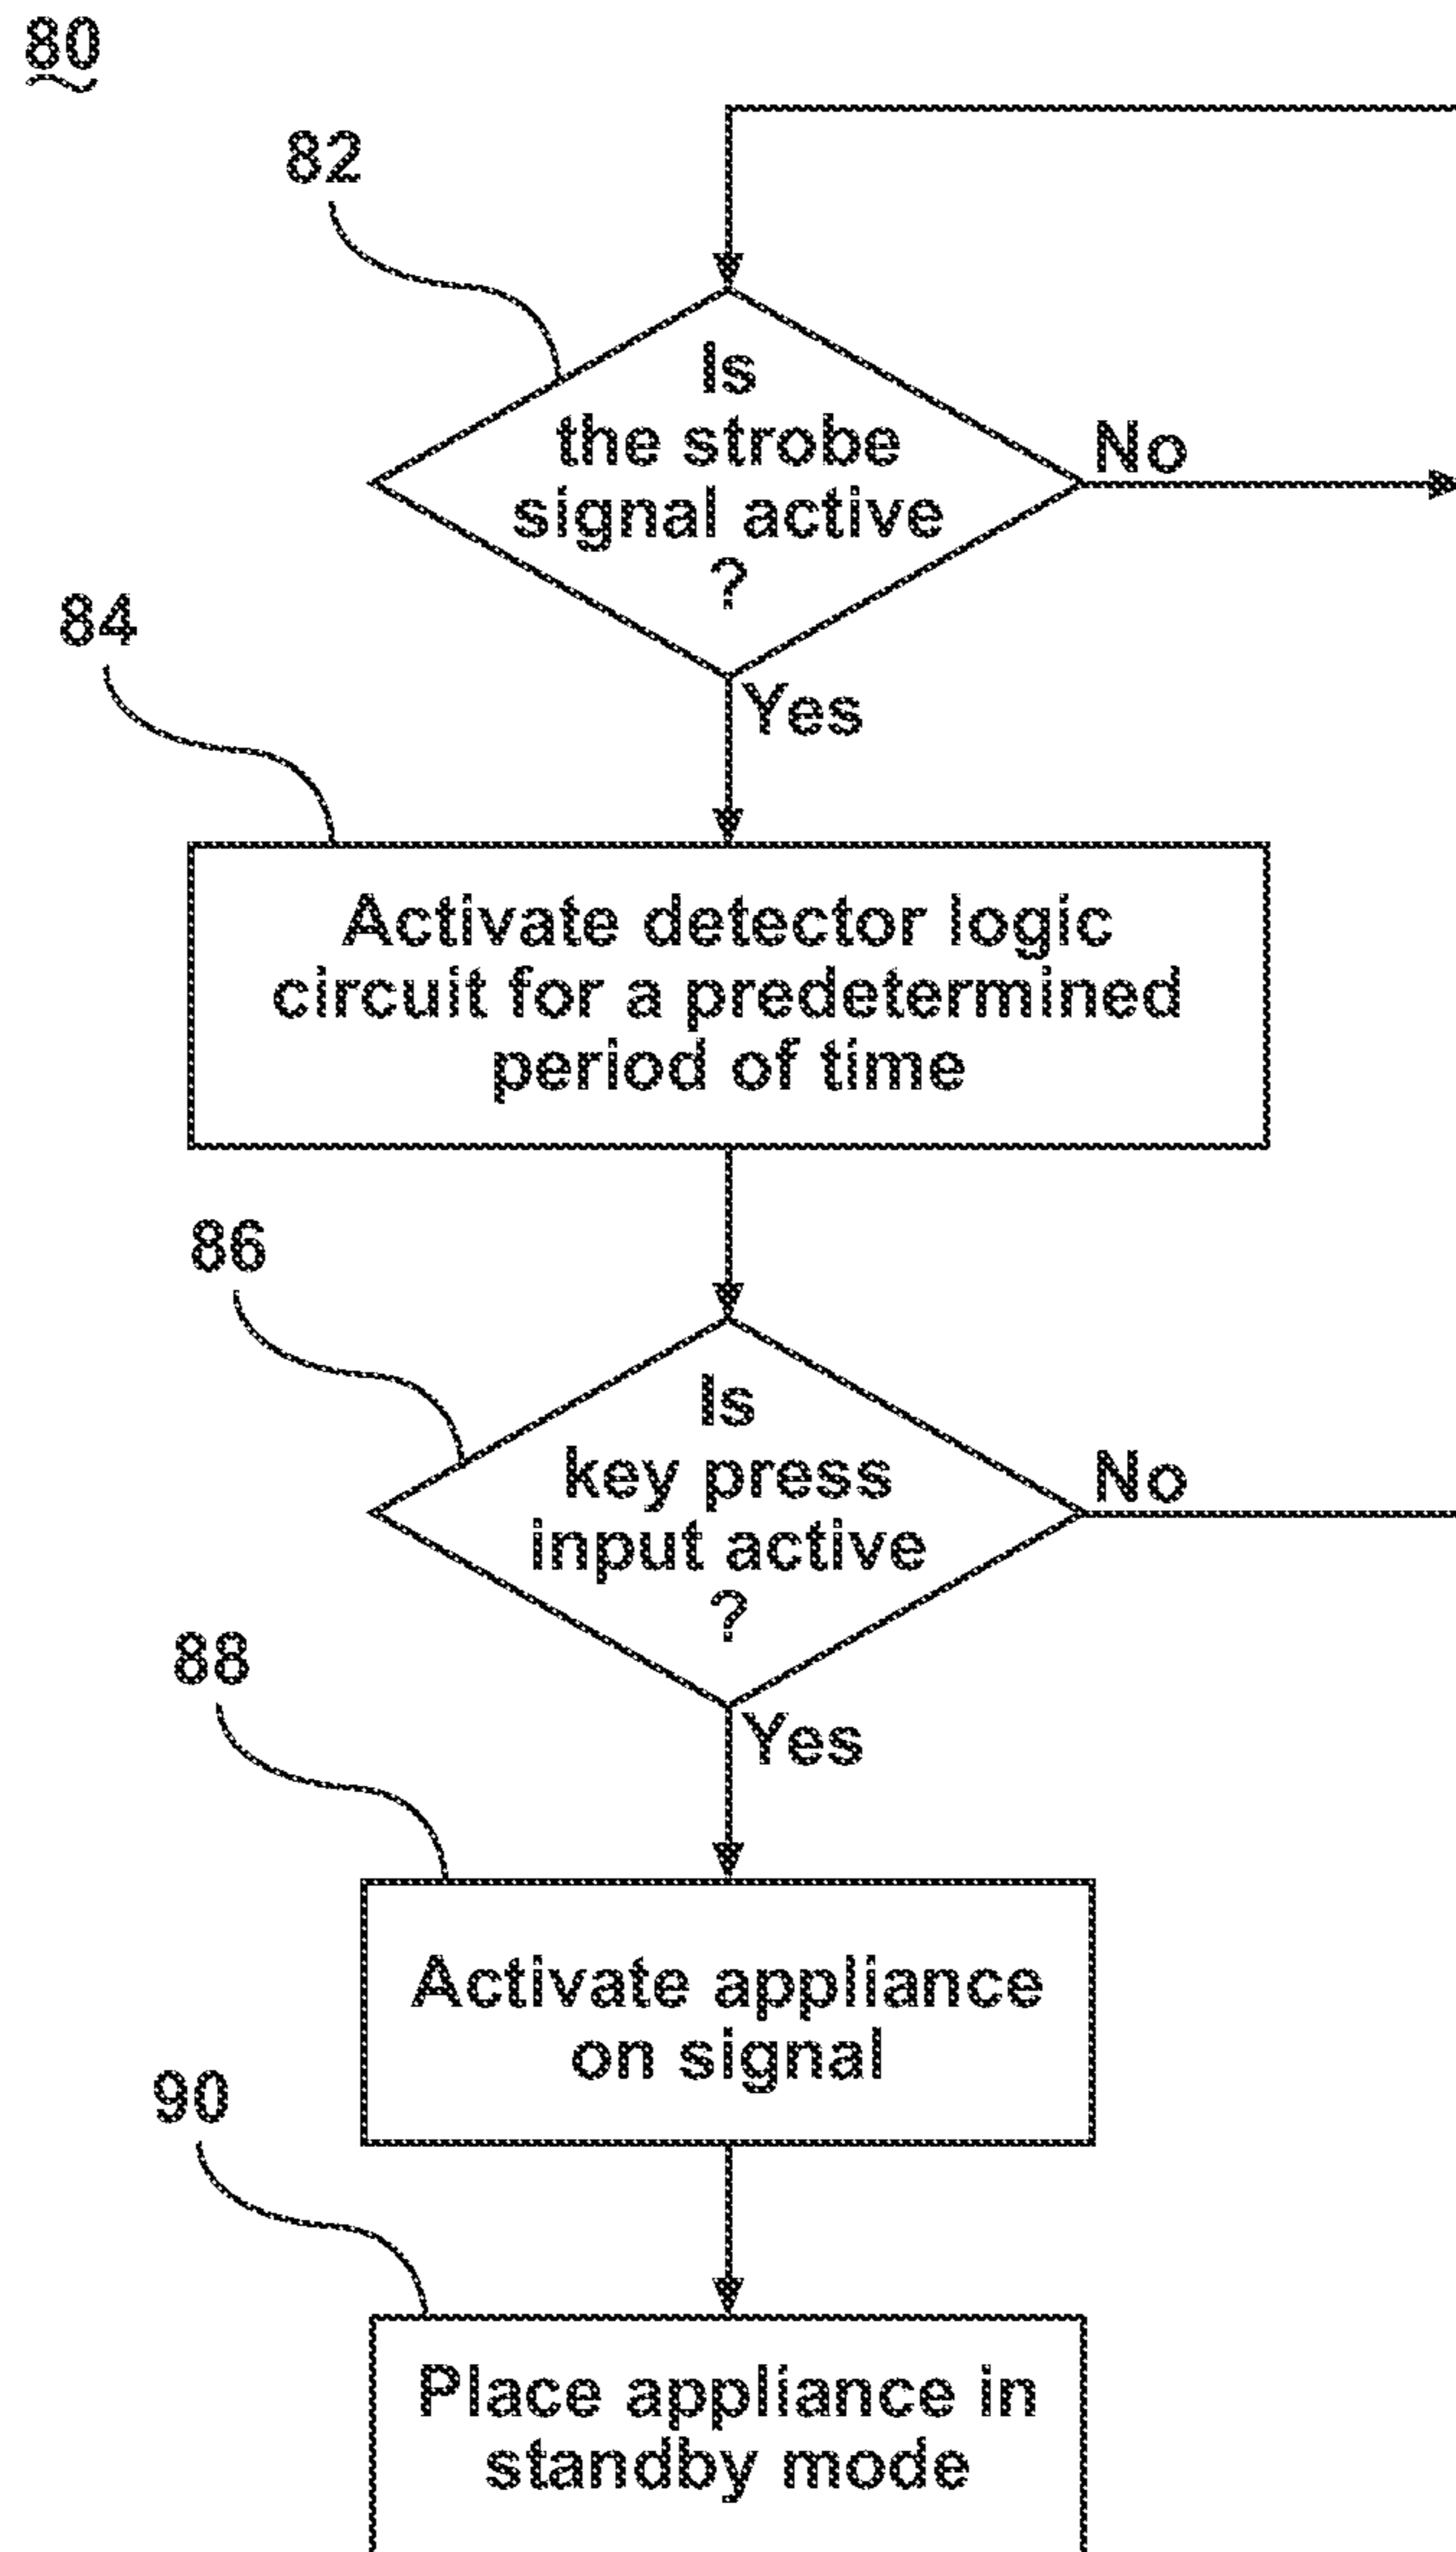 80
82
Is
the strobe
signal active
?
No
Yes
84
Activate detector logic
circuit for a predetermined
period of time
86
Is
key press
input active
?
No
Yes
88
Activate appliance
on signal
90
Place appliance in
standby mode